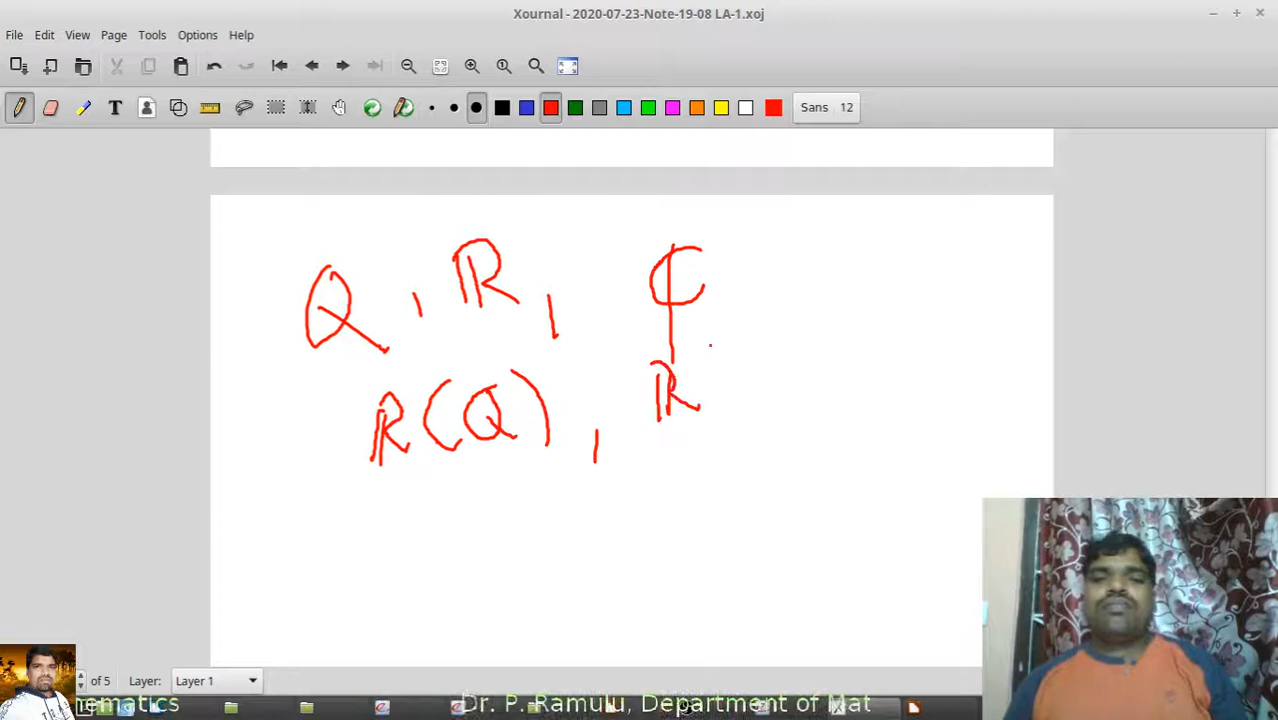 Xournal - 2020-07-23-Note-19-08 LA-1.xoj
File Edit View Page Tools Options Help
Sans 12
ℚ , ℝ , ℂ
ℝ(ℚ) , ℝ
of 5 Layer: Layer 1
hematics Dr. P. Ramulu, Department of Mat